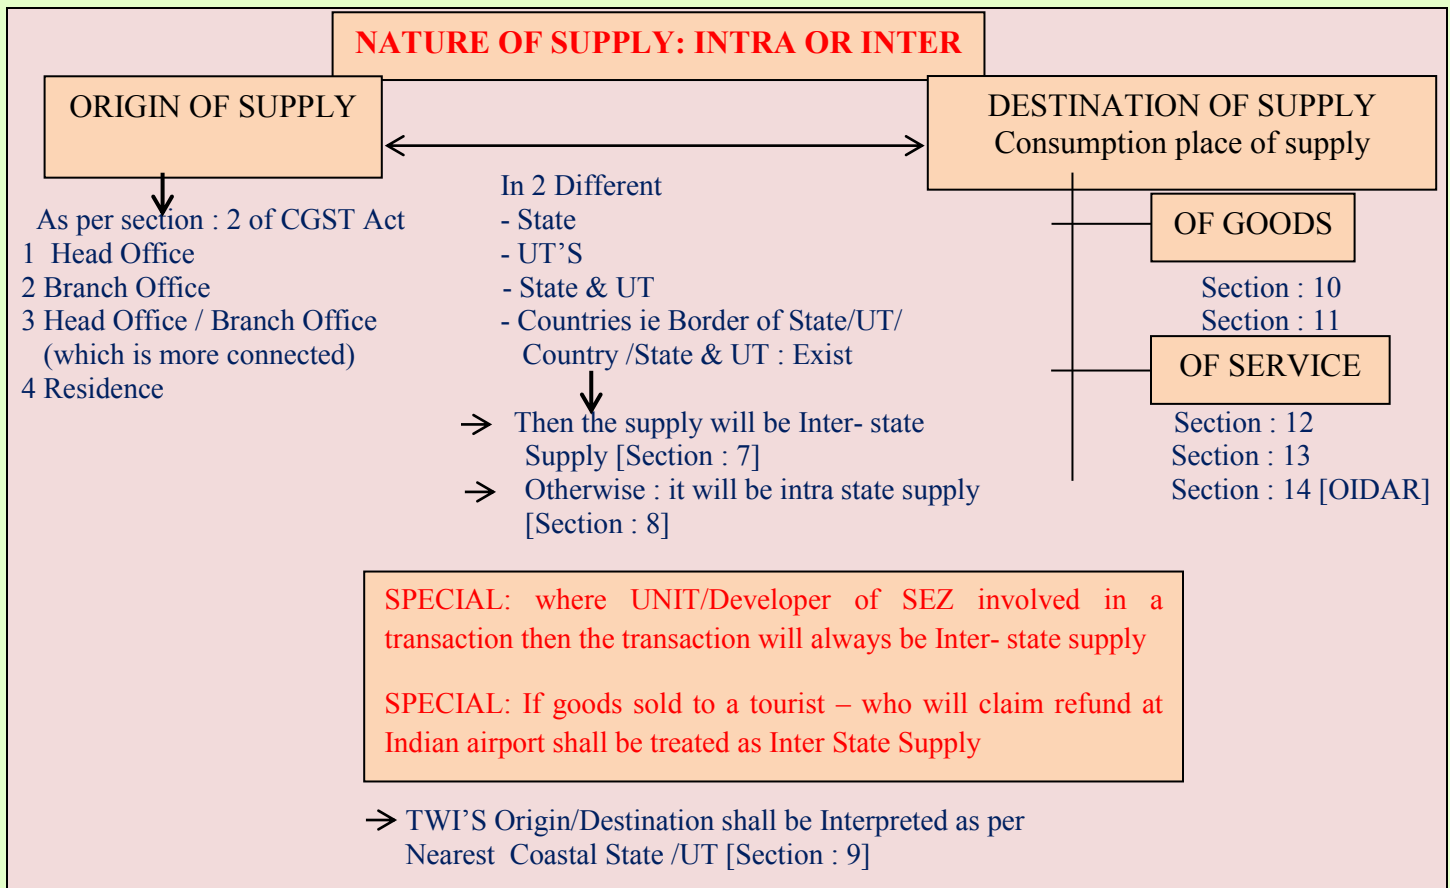 NATURE OF SUPPLY: INTRA OR INTER
ORIGIN OF SUPPLY
As per section : 2 of CGST Act
1 Head Office
2 Branch Office
3 Head Office / Branch Office
(which is more connected)
4 Residence
In 2 Different
- State
- UT’S
- State & UT
- Countries ie Border of State/UT/
Country /State & UT : Exist
→ Then the supply will be Inter- state
Supply [Section : 7]
→ Otherwise : it will be intra state supply
[Section : 8]
DESTINATION OF SUPPLY
Consumption place of supply
OF GOODS
Section : 10
Section : 11
OF SERVICE
Section : 12
Section : 13
Section : 14 [OIDAR]
SPECIAL: where UNIT/Developer of SEZ involved in a
transaction then the transaction will always be Inter- state supply
SPECIAL: If goods sold to a tourist – who will claim refund at
Indian airport shall be treated as Inter State Supply
→ TWI’S Origin/Destination shall be Interpreted as per
Nearest Coastal State /UT [Section : 9]